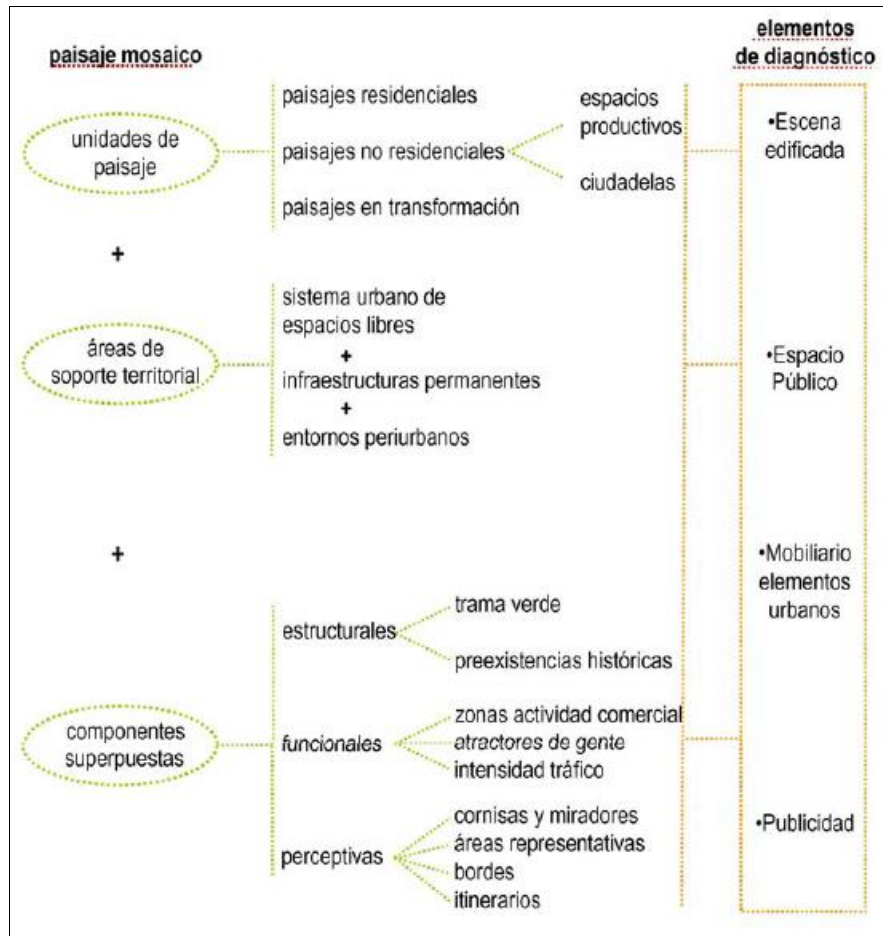 paisaje mosaico
elementos
de diagnóstico
unidades de
paisaje
paisajes residenciales
paisajes no residenciales
espacios
productivos
ciudadelas
paisajes en transformación
•Escena
edificada
+
áreas de
soporte territorial
sistema urbano de
espacios libres
+
infraestructuras permanentes
+
entornos periurbanos
•Espacio
Público
+
•Mobiliario
elementos
urbanos
componentes
superpuestas
estructurales
trama verde
preexistencias históricas
funcionales
zonas actividad comercial
atractores de gente
intensidad tráfico
perceptivas
cornisas y miradores
áreas representativas
bordes
itinerarios
•Publicidad